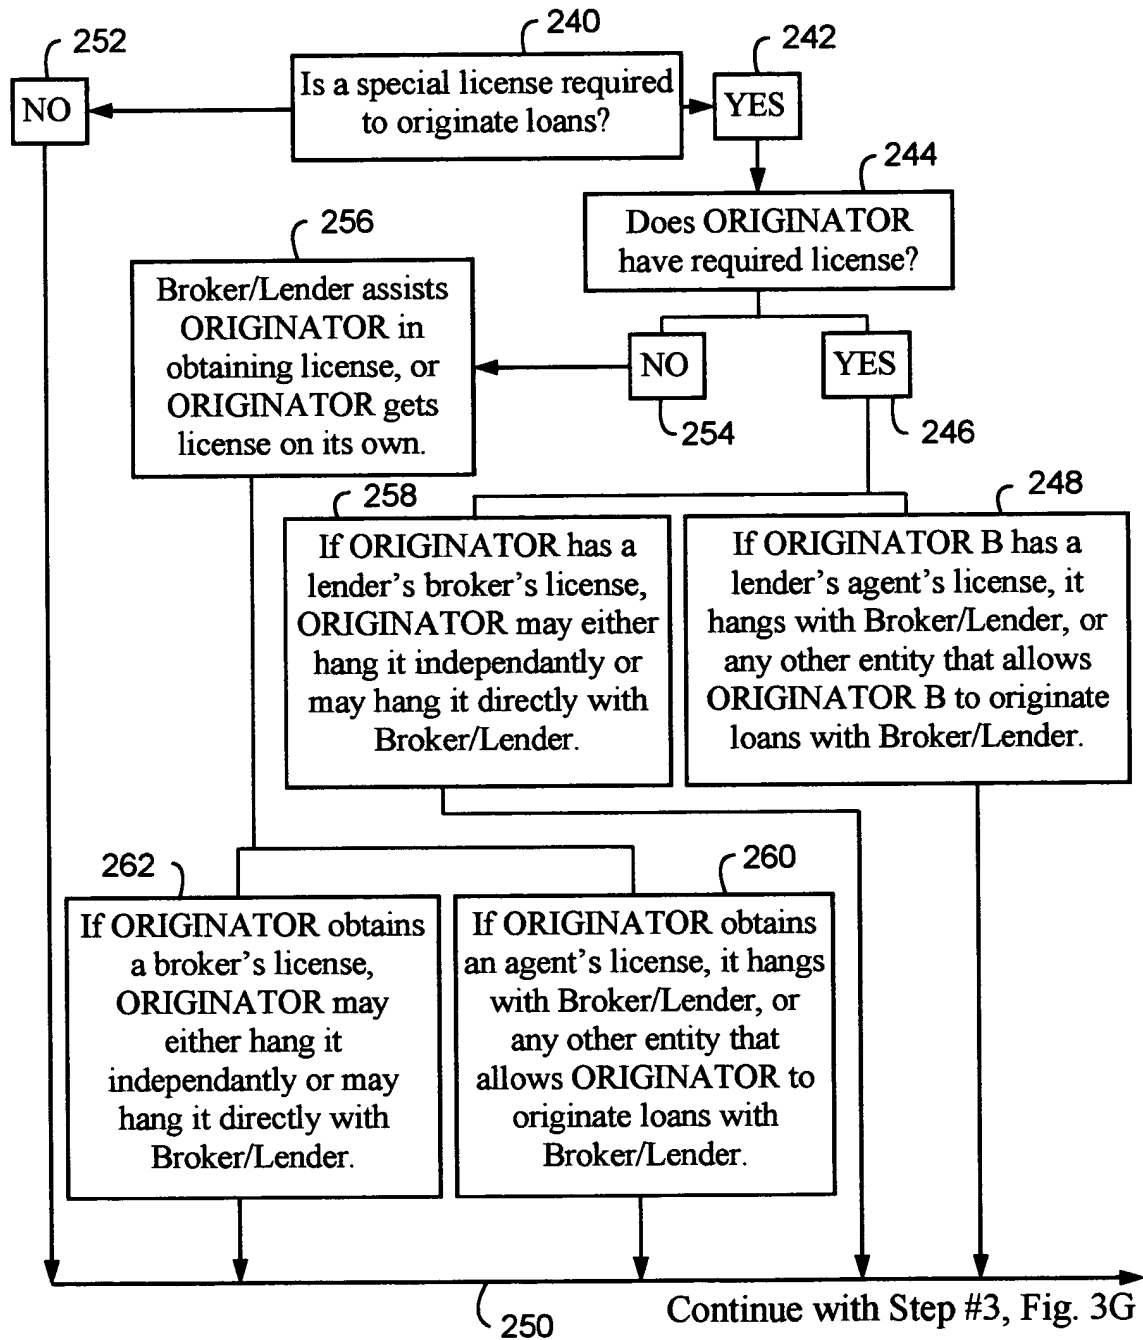 252
240
242
NO
Is a special license required
to originate loans?
YES
244
Does ORIGINATOR
have required license?
256
Broker/Lender assists
ORIGINATOR in
obtaining license, or
ORIGINATOR gets
license on its own.
NO
YES
254
246
258
If ORIGINATOR has a
lender's broker's license,
ORIGINATOR may either
hang it independantly or
may hang it directly with
Broker/Lender.
248
If ORIGINATOR B has a
lender's agent's license, it
hangs with Broker/Lender, or
any other entity that allows
ORIGINATOR B to originate
loans with Broker/Lender.
262
If ORIGINATOR obtains
a broker's license,
ORIGINATOR may
either hang it
independantly or may
hang it directly with
Broker/Lender.
260
If ORIGINATOR obtains
an agent's license, it hangs
with Broker/Lender, or
any other entity that
allows ORIGINATOR to
originate loans with
Broker/Lender.
250
Continue with Step #3, Fig. 3G